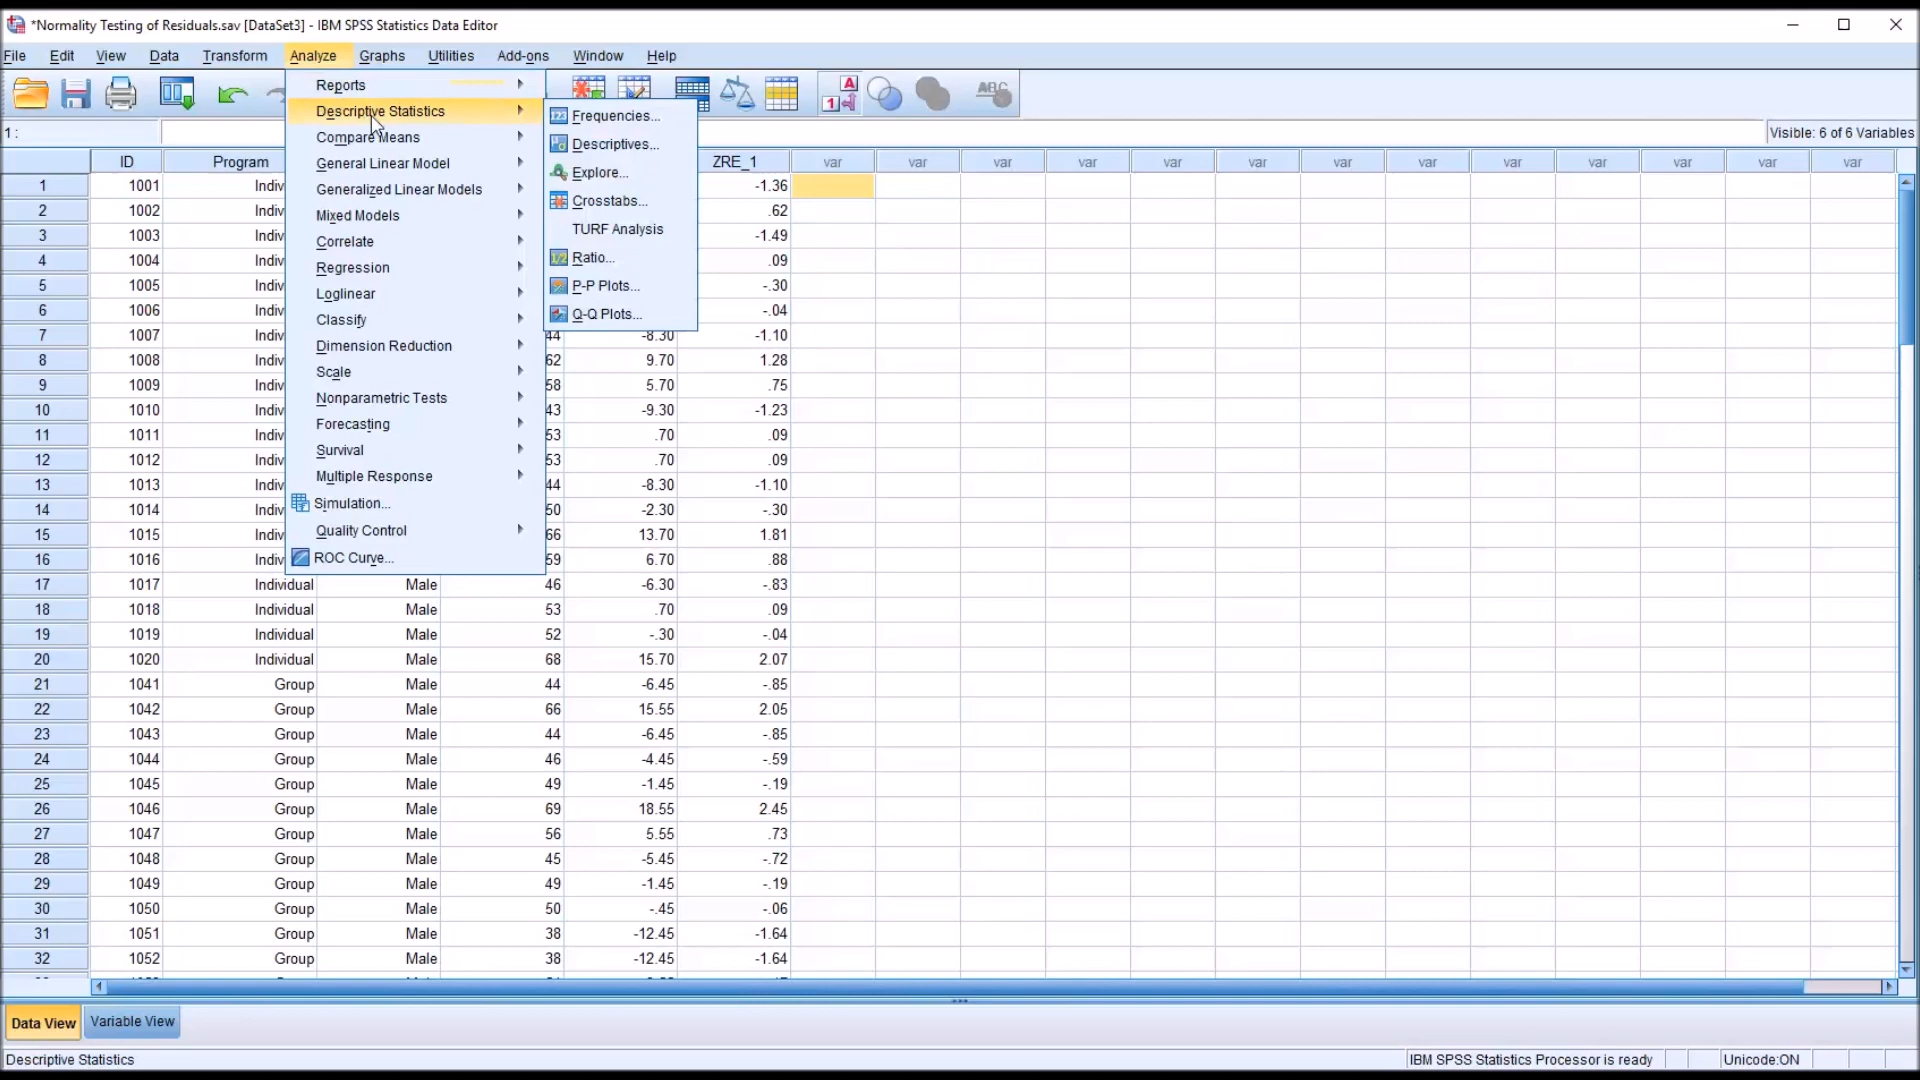 *Normality Testing of Residuals.sav [DataSet3] - IBM SPSS Statistics Data Editor
File Edit View Data Transform Analyze Graphs Utilities Add-ons Window Help
1 :
Visible: 6 of 6 Variables
Reports
Descriptive Statistics
Compare Means
General Linear Model
Generalized Linear Models
Mixed Models
Correlate
Regression
Loglinear
Classify
Dimension Reduction
Scale
Nonparametric Tests
Forecasting
Survival
Multiple Response
Simulation...
Quality Control
ROC Curve...
Frequencies...
Descriptives...
Explore...
Crosstabs...
TURF Analysis
Ratio...
P-P Plots...
Q-Q Plots...
ID Program ZRE_1 var var var var var var var var var var var var var
1 1001 Indiv -1.36
2 1002 Indiv .62
3 1003 Indiv -1.49
4 1004 Indiv .09
5 1005 Indiv -.30
6 1006 Indiv -.04
7 1007 Indiv 44 -8.30 -1.10
8 1008 Indiv 62 9.70 1.28
9 1009 Indiv 58 5.70 .75
10 1010 Indiv 43 -9.30 -1.23
11 1011 Indiv 53 .70 .09
12 1012 Indiv 53 .70 .09
13 1013 Indiv 44 -8.30 -1.10
14 1014 Indiv 50 -2.30 -.30
15 1015 Indiv 66 13.70 1.81
16 1016 Indiv 59 6.70 .88
17 1017 Individual Male 46 -6.30 -.83
18 1018 Individual Male 53 .70 .09
19 1019 Individual Male 52 -.30 -.04
20 1020 Individual Male 68 15.70 2.07
21 1041 Group Male 44 -6.45 -.85
22 1042 Group Male 66 15.55 2.05
23 1043 Group Male 44 -6.45 -.85
24 1044 Group Male 46 -4.45 -.59
25 1045 Group Male 49 -1.45 -.19
26 1046 Group Male 69 18.55 2.45
27 1047 Group Male 56 5.55 .73
28 1048 Group Male 45 -5.45 -.72
29 1049 Group Male 49 -1.45 -.19
30 1050 Group Male 50 -.45 -.06
31 1051 Group Male 38 -12.45 -1.64
32 1052 Group Male 38 -12.45 -1.64
Data View Variable View
Descriptive Statistics
IBM SPSS Statistics Processor is ready
Unicode:ON